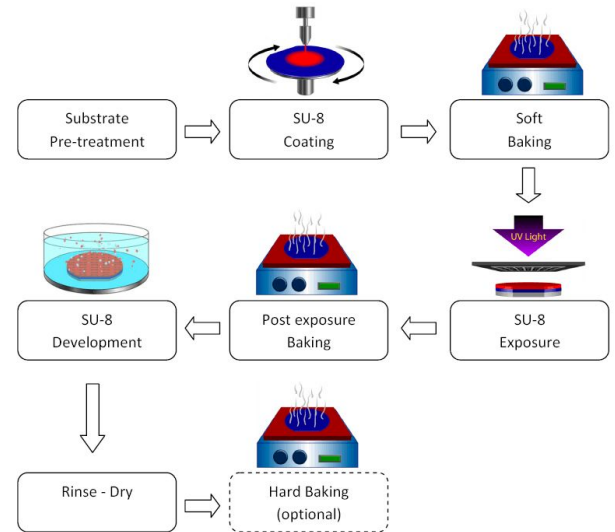 Substrate
Pre-treatment
SU-8
Coating
Soft
Baking
UV Light
SU-8
Development
Post exposure
Baking
SU-8
Exposure
Rinse - Dry
Hard Baking
(optional)